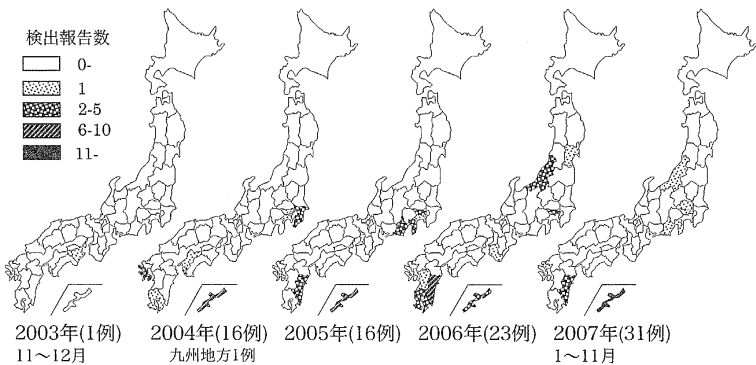 検出報告数
0-
1
2-5
6-10
11-
2003年(1例)
11～12月
2004年(16例)
九州地方1例
2005年(16例)
2006年(23例)
2007年(31例)
1～11月